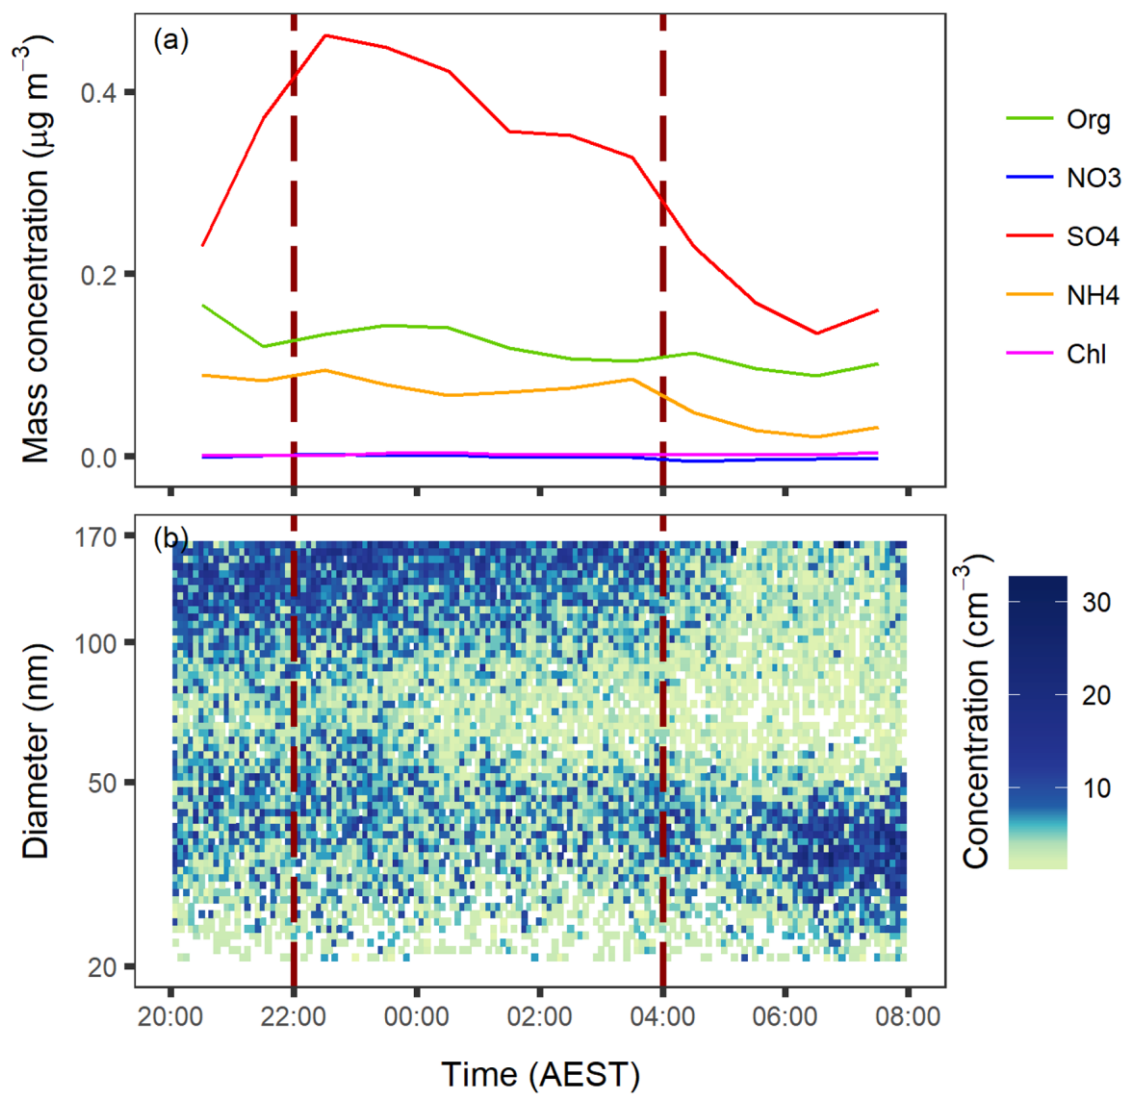 (a)
Mass concentration (μg m⁻³)
0.4
0.2
0.0
Org
NO3
SO4
NH4
Chl
(b)
Diameter (nm)
170
100
50
20
Concentration (cm⁻³)
30
20
10
20:00 22:00 00:00 02:00 04:00 06:00 08:00
Time (AEST)